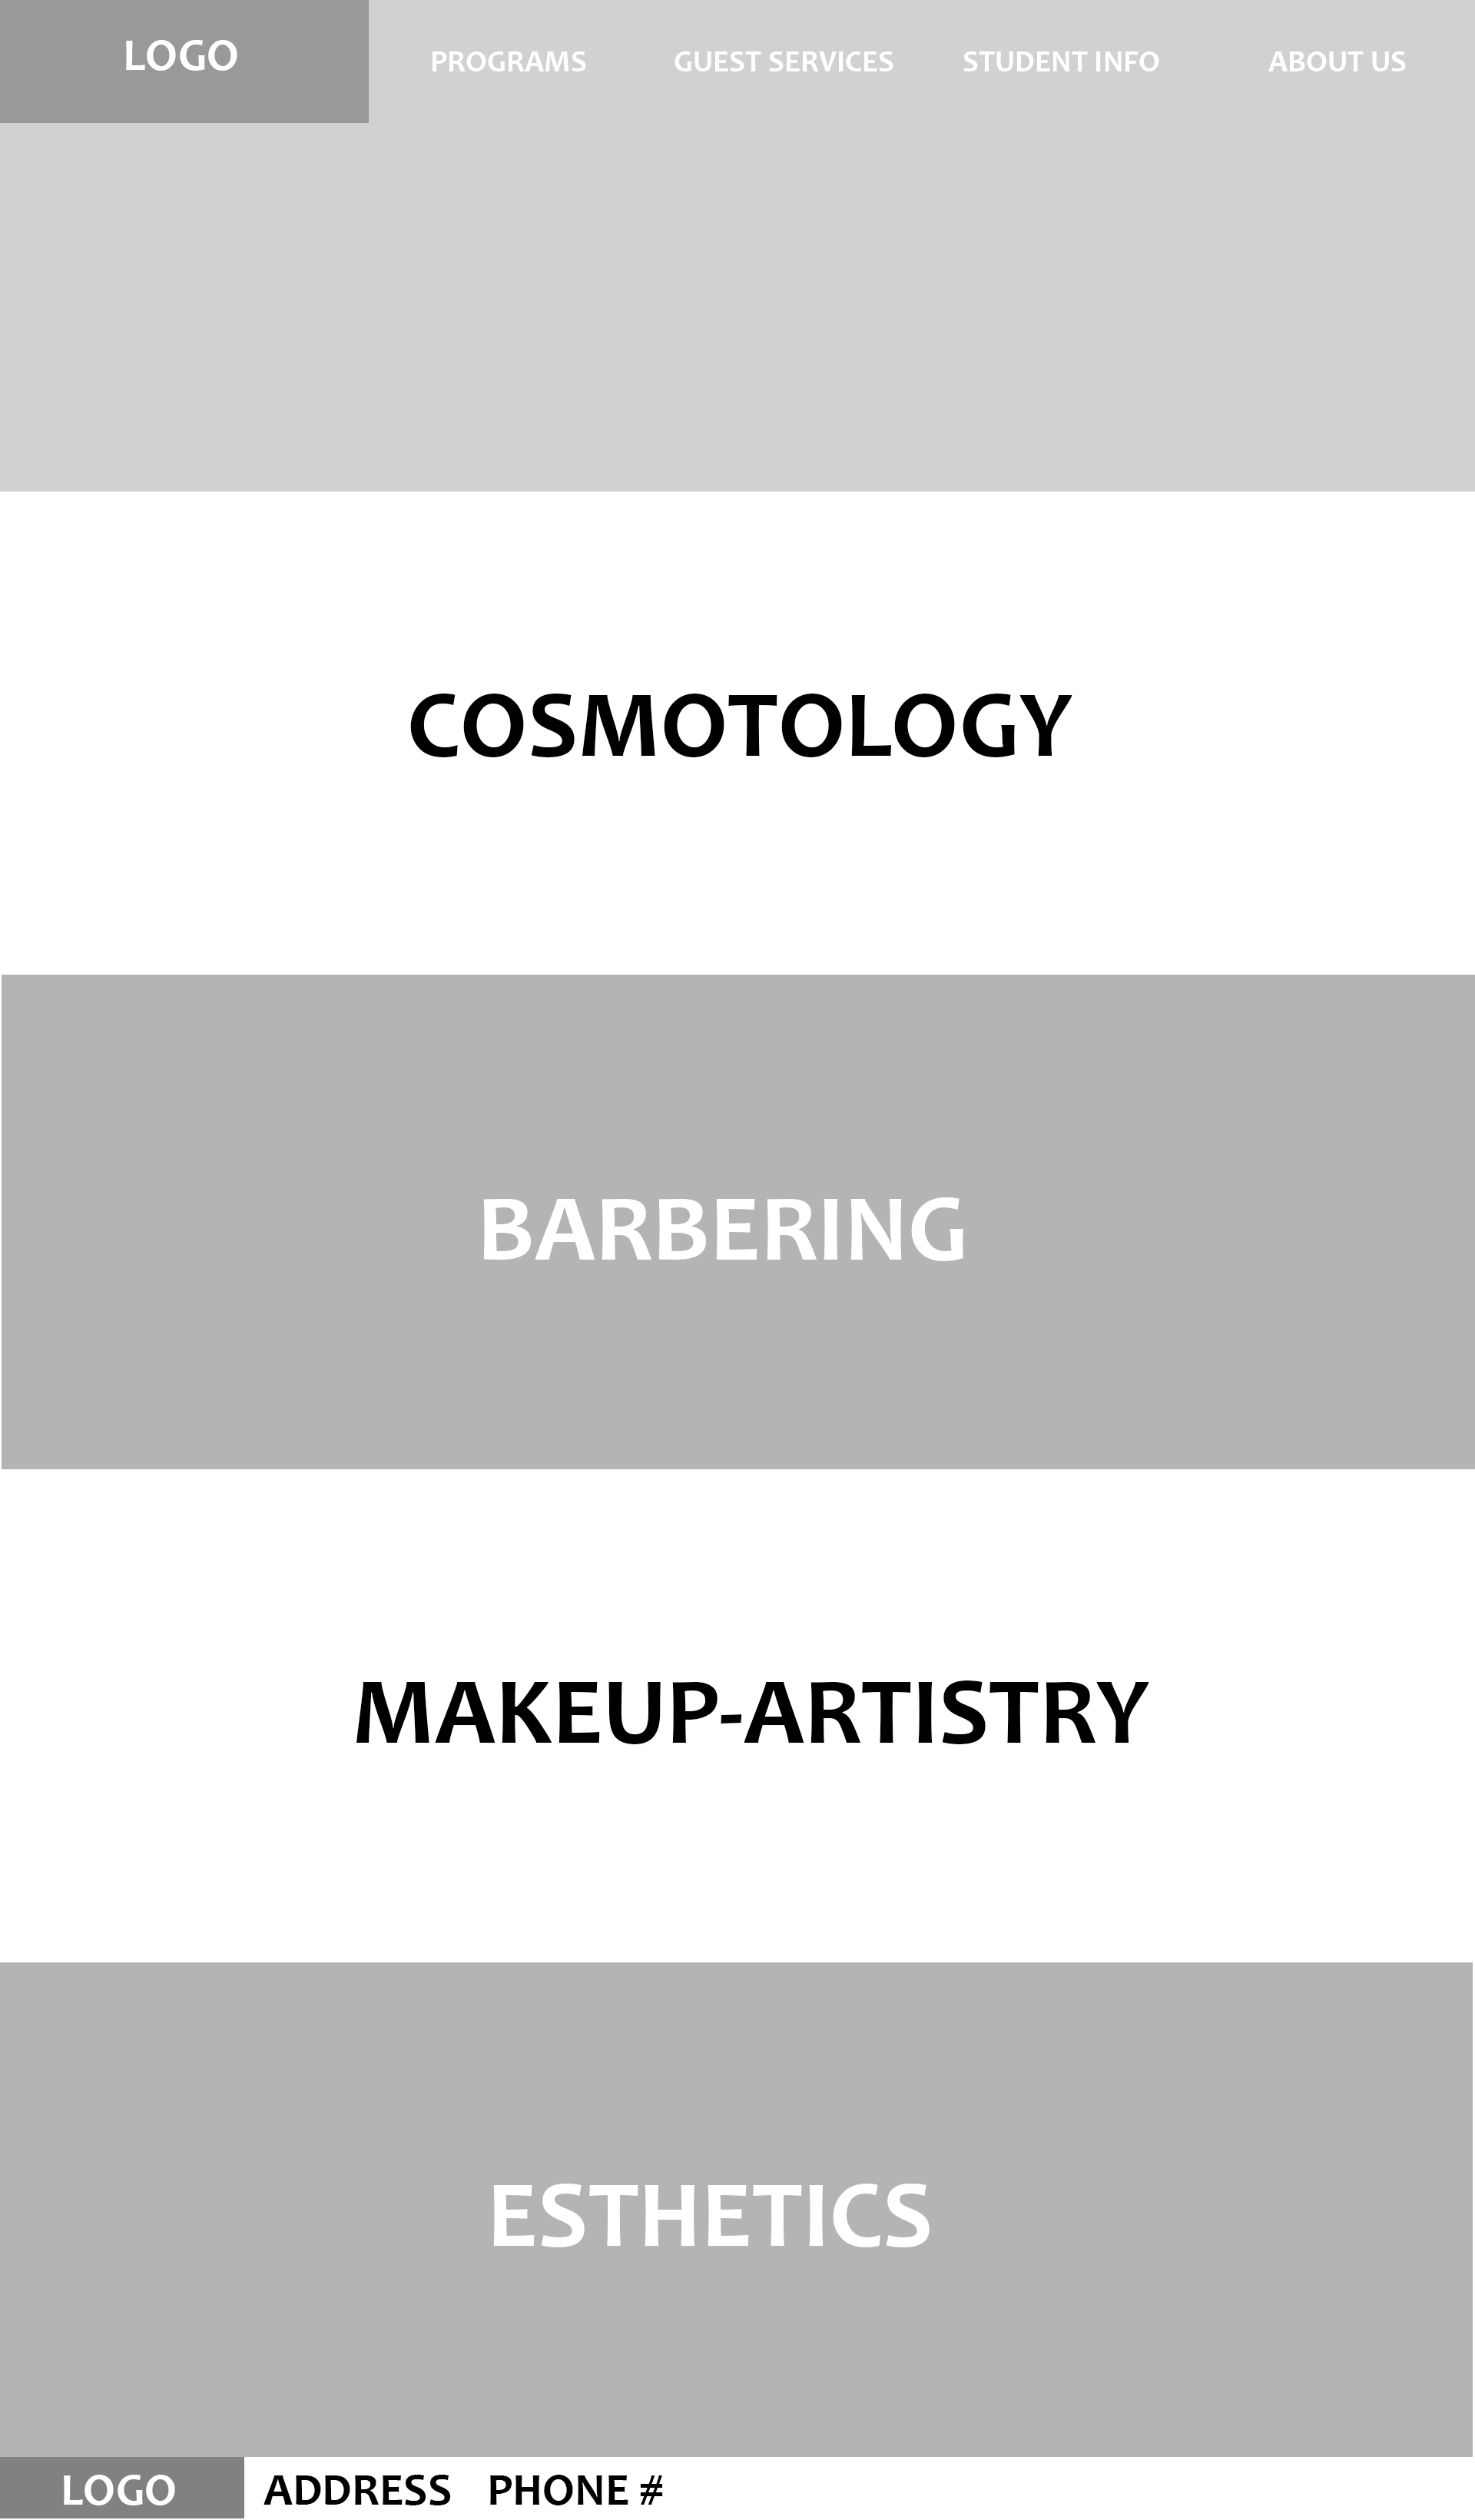 LOGO PROGRAMS GUEST SERVICES STUDENT INFO ABOUT US
COSMOTOLOGY
BARBERING
MAKEUP-ARTISTRY
ESTHETICS
LOGO ADDRESS PHONE #